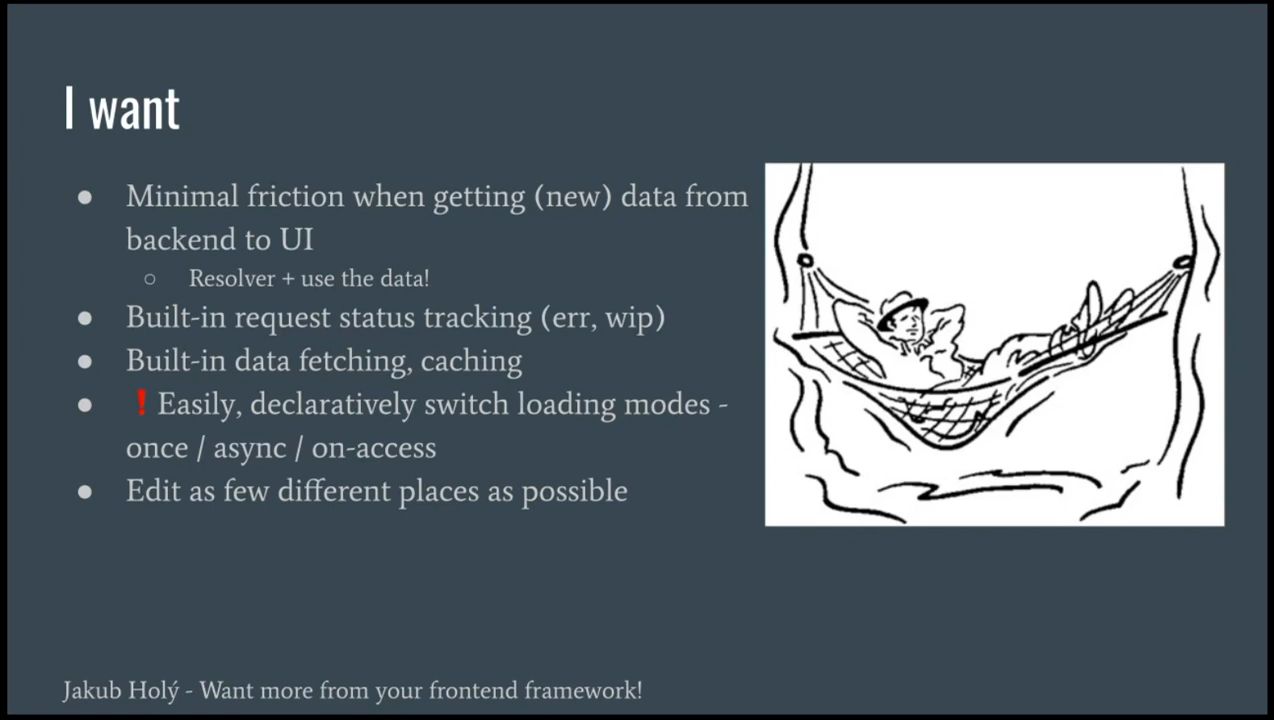 I want
● Minimal friction when getting (new) data from
backend to UI
○ Resolver + use the data!
● Built-in request status tracking (err, wip)
● Built-in data fetching, caching
● ❗Easily, declaratively switch loading modes -
once / async / on-access
● Edit as few different places as possible
Jakub Holý - Want more from your frontend framework!